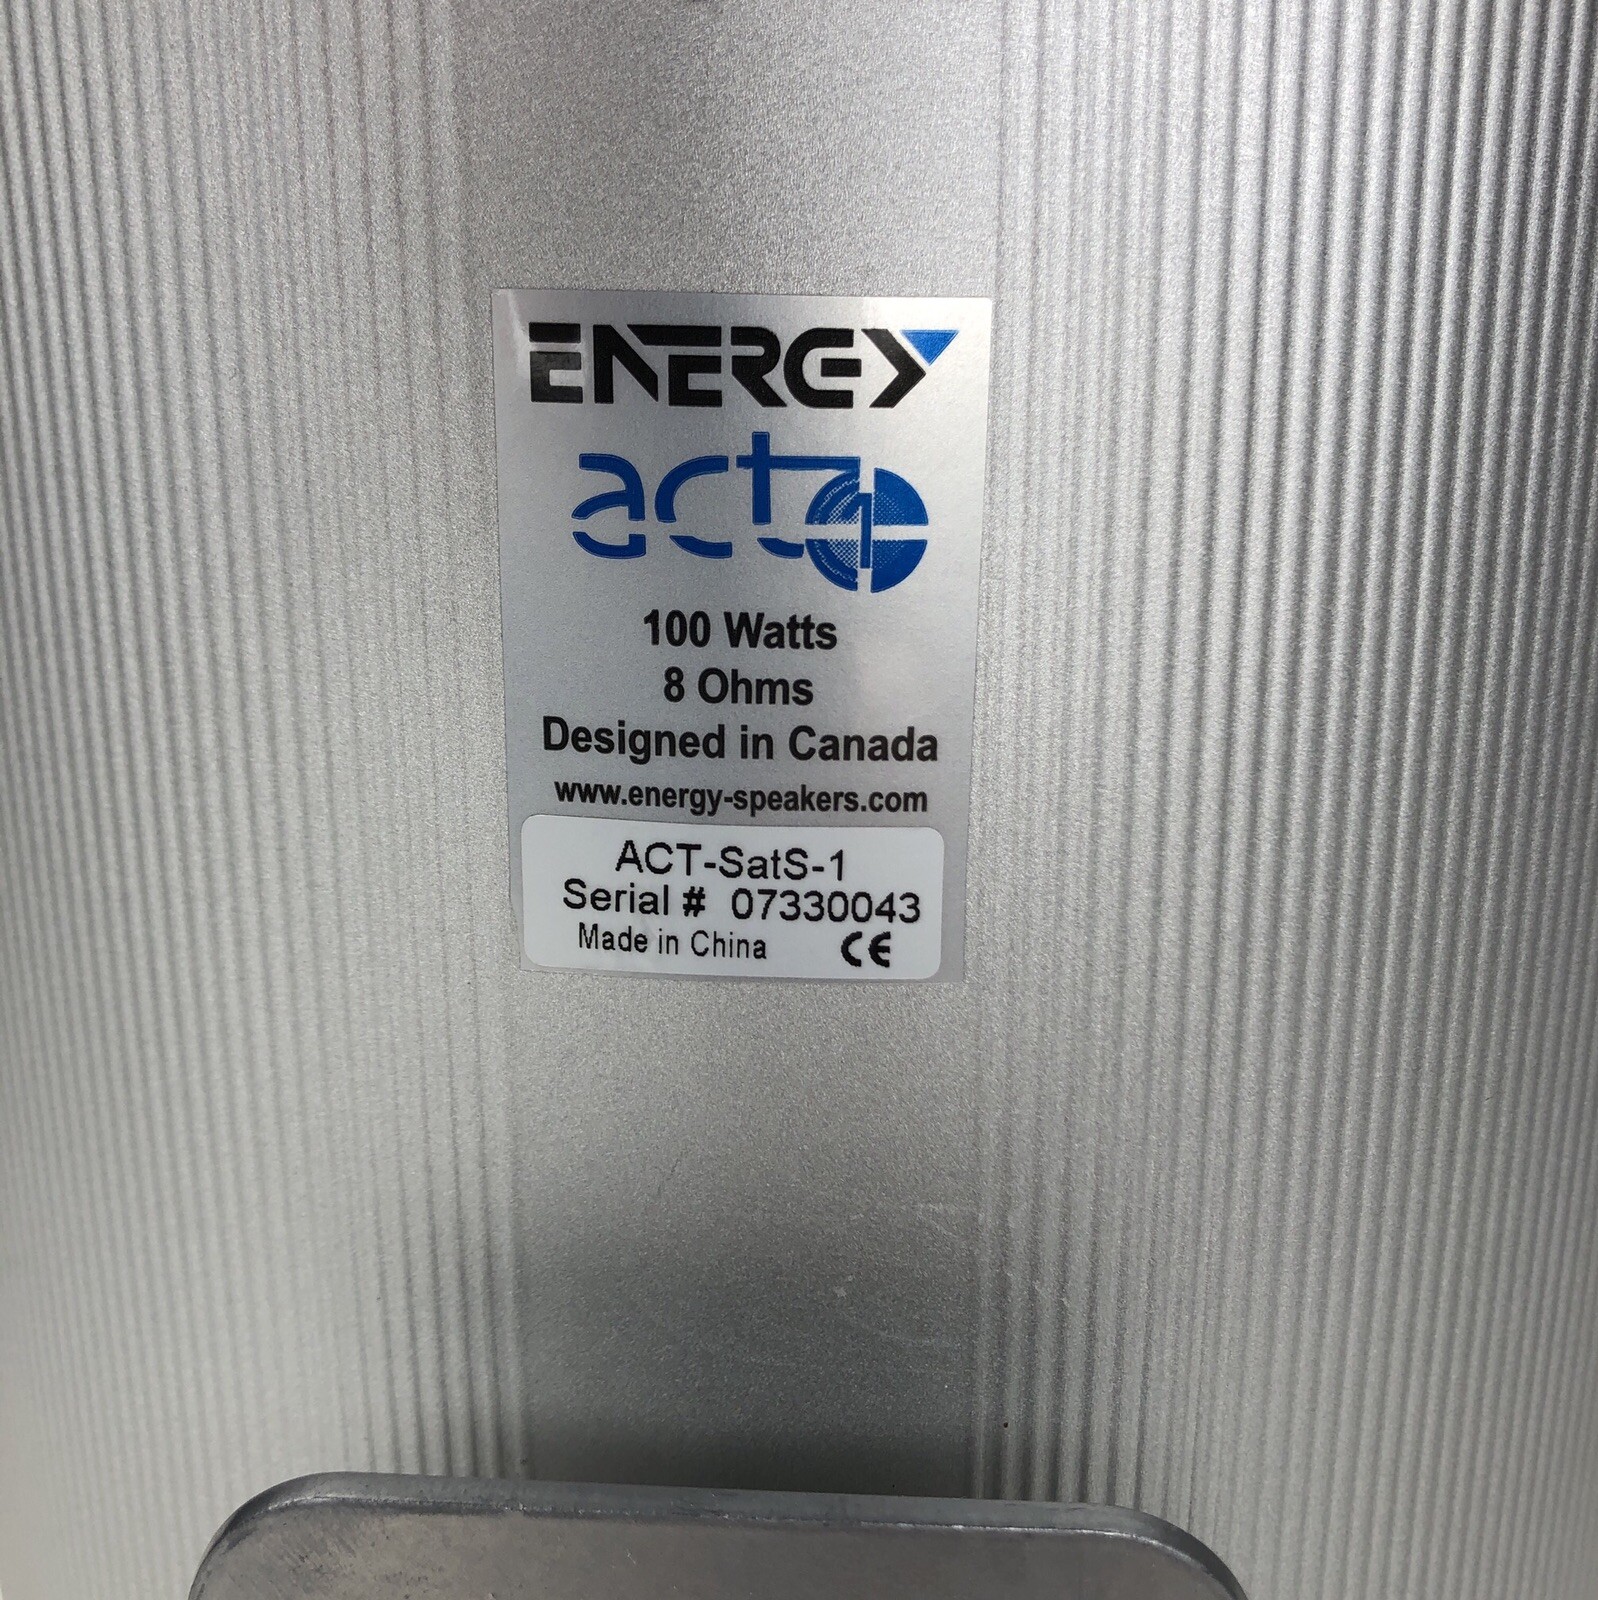 ENERGY
act 1
100 Watts
8 Ohms
Designed in Canada
www.energy-speakers.com
ACT-SatS-1
Serial # 07330043
Made in China CE